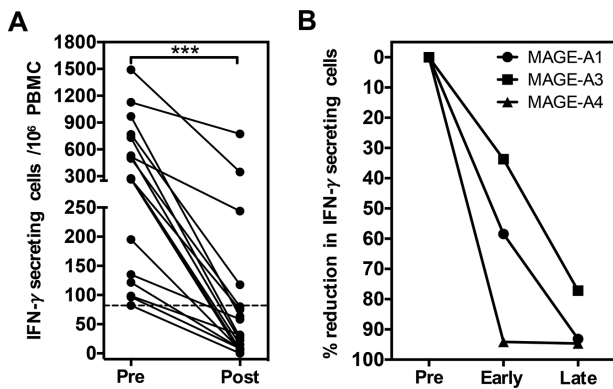 A
IFN-γ secreting cells /10⁶ PBMC
1800
1500
1200
900
600
300
250
200
150
100
50
0
***
Pre Post
B
% reduction in IFN-γ secreting cells
0
10
20
30
40
50
60
70
80
90
100
MAGE-A1
MAGE-A3
MAGE-A4
Pre Early Late